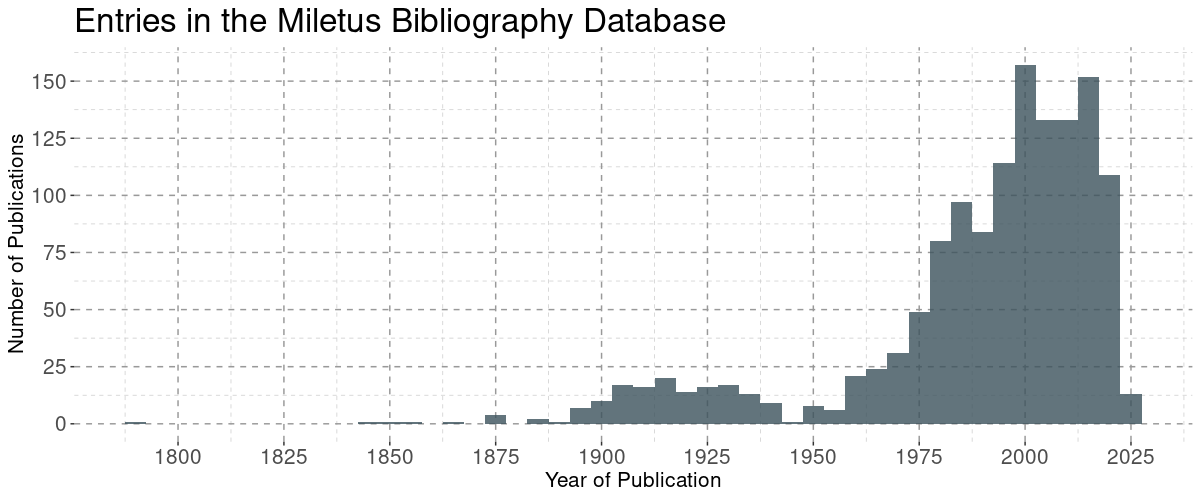 Entries in the Miletus Bibliography Database
Number of Publications
150
125
100
75
50
25
0
1800 1825 1850 1875 1900 1925 1950 1975 2000 2025
Year of Publication